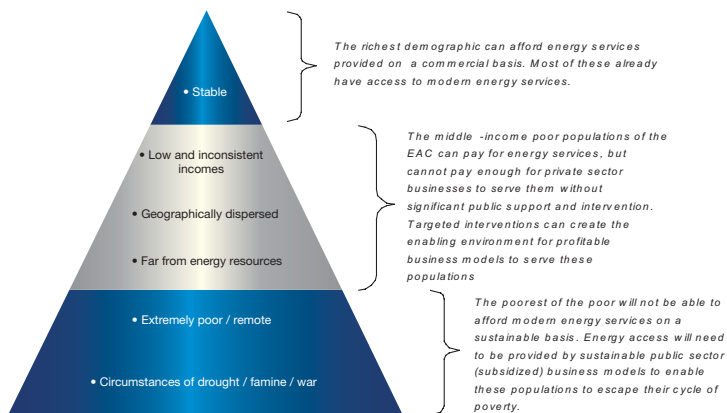 The richest demographic can afford energy services
provided on a commercial basis. Most of these already
have access to modern energy services.
• Stable
The middle -income poor populations of the
EAC can pay for energy services, but
cannot pay enough for private sector
businesses to serve them without
significant public support and intervention.
Targeted interventions can create the
enabling environment for profitable
business models to serve these
populations
• Low and inconsistent
incomes
• Geographically dispersed
• Far from energy resources
The poorest of the poor will not be able to
afford modern energy services on a
sustainable basis. Energy access will need
to be provided by sustainable public sector
(subsidized) business models to enable
these populations to escape their cycle of
poverty.
• Extremely poor / remote
• Circumstances of drought / famine / war